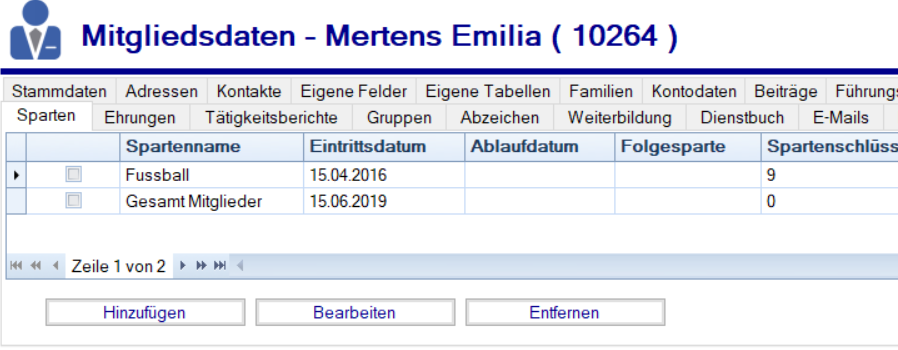 Mitgliedsdaten - Mertens Emilia ( 10264 )
Stammdaten Adressen Kontakte Eigene Felder Eigene Tabellen Familien Kontodaten Beiträge Führungs
Sparten Ehrungen Tätigkeitsberichte Gruppen Abzeichen Weiterbildung Dienstbuch E-Mails
Spartenname Eintrittsdatum Ablaufdatum Folgesparte Spartenschlüss
Fussball 15.04.2016 9
Gesamt Mitglieder 15.06.2019 0
Zeile 1 von 2
Hinzufügen Bearbeiten Entfernen